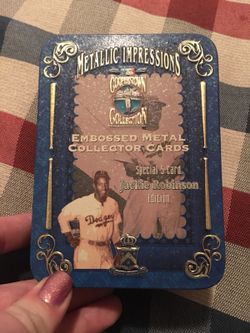 METALLIC IMPRESSIONS
COOPERSTOWN
COLLECTION
EMBOSSED METAL
COLLECTOR CARDS
Special 5-Card
Jackie Robinson
Edition
Dodgers